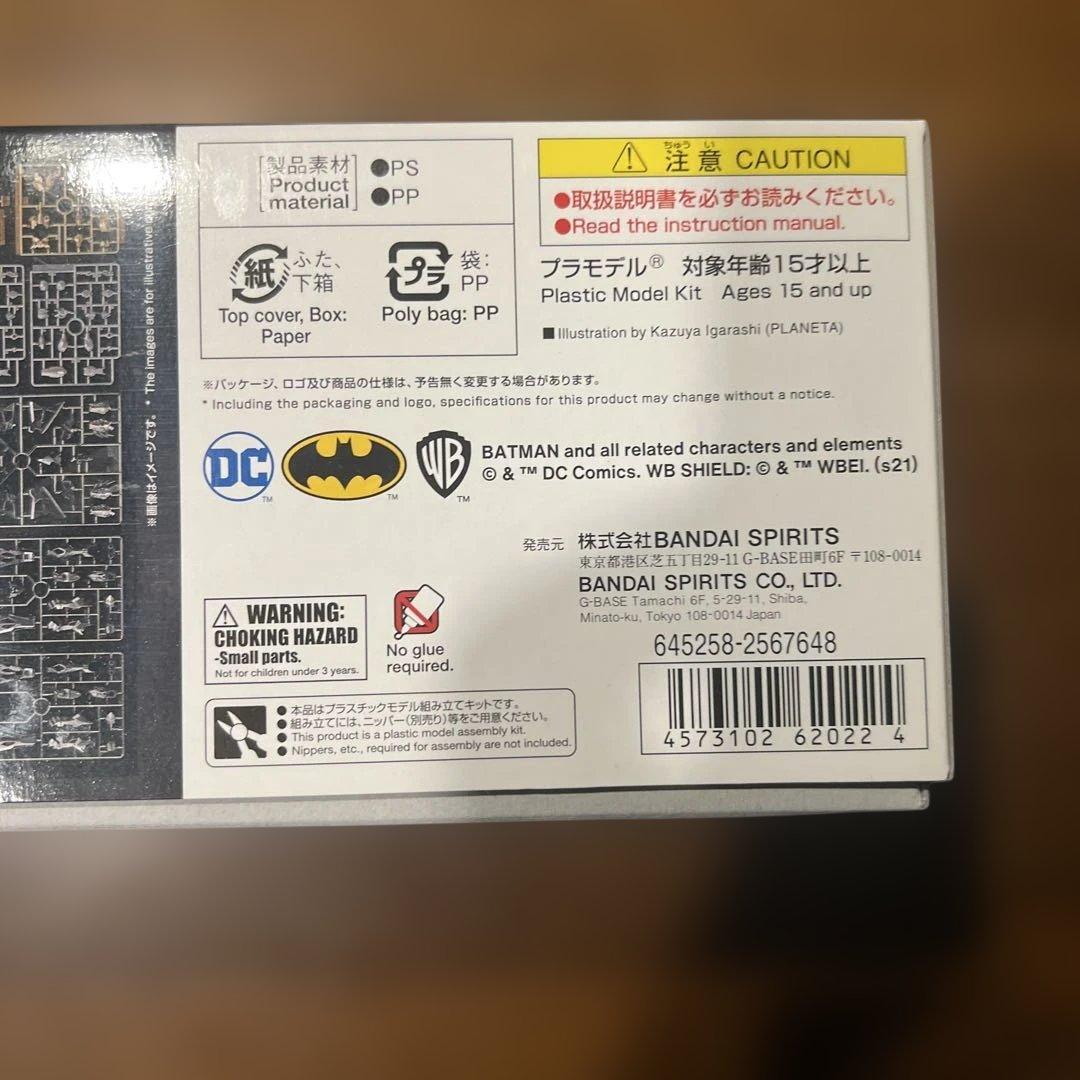 [製品素材] ●PS
[Product material] ●PP
紙 ふた、下箱
Top cover, Box:
Paper
プラ 袋:PP
Poly bag: PP
ちゅう い
注意 CAUTION
●取扱説明書を必ずお読みください。
●Read the instruction manual.
プラモデル® 対象年齢15才以上
Plastic Model Kit Ages 15 and up
■Illustration by Kazuya Igarashi (PLANETA)
※パッケージ、ロゴ及び商品の仕様は、予告無く変更する場合があります。
* Including the packaging and logo, specifications for this product may change without a notice.
DC TM
TM
WB TM
BATMAN and all related characters and elements
© & ™ DC Comics. WB SHIELD: © & ™ WBEI. (s21)
発売元 株式会社BANDAI SPIRITS
東京都港区芝五丁目29-11 G-BASE田町6F 〒108-0014
BANDAI SPIRITS CO., LTD.
G-BASE Tamachi 6F, 5-29-11, Shiba,
Minato-ku, Tokyo 108-0014 Japan
WARNING:
CHOKING HAZARD
-Small parts.
Not for children under 3 years.
No glue
required.
●本品はプラスチックモデル組み立てキットです。
●組み立てには、ニッパー(別売り)等をご用意ください。
●This product is a plastic model assembly kit.
●Nippers, etc., required for assembly are not included.
645258-2567648
4573102 62022 4
※画像はイメージです。 * The images are for illustrative